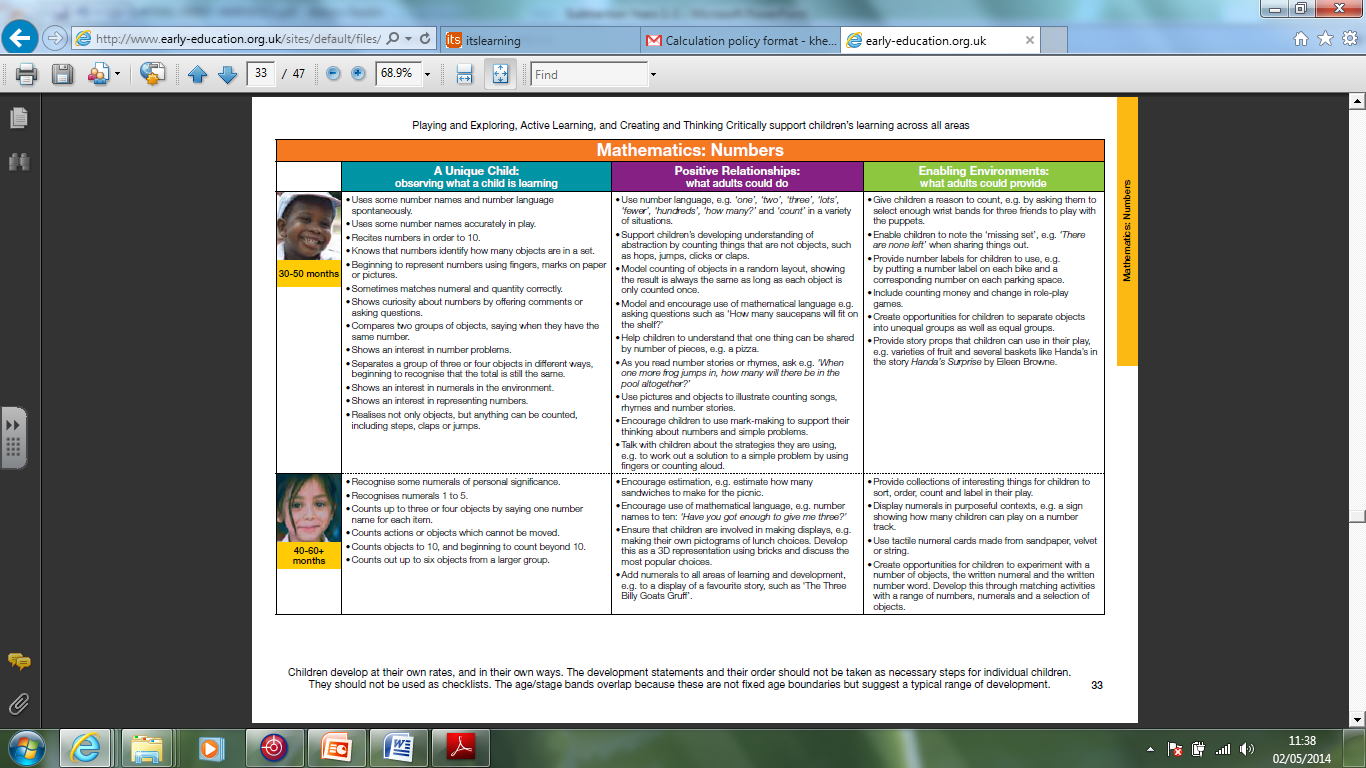 http://www.early-education.org.uk/sites/default/files/
its itslearning
Calculation policy format - khe...
early-education.org.uk
33 / 47
68.9%
Find
Playing and Exploring, Active Learning, and Creating and Thinking Critically support children's learning across all areas
Mathematics: Numbers
A Unique Child:
observing what a child is learning
Positive Relationships:
what adults could do
Enabling Environments:
what adults could provide
30-50 months
• Uses some number names and number language
spontaneously.
• Uses some number names accurately in play.
• Recites numbers in order to 10.
• Knows that numbers identify how many objects are in a set.
• Beginning to represent numbers using fingers, marks on paper
or pictures.
• Sometimes matches numeral and quantity correctly.
• Shows curiosity about numbers by offering comments or
asking questions.
• Compares two groups of objects, saying when they have the
same number.
• Shows an interest in number problems.
• Separates a group of three or four objects in different ways,
beginning to recognise that the total is still the same.
• Shows an interest in numerals in the environment.
• Shows an interest in representing numbers.
• Realises not only objects, but anything can be counted,
including steps, claps or jumps.
• Use number language, e.g. 'one', 'two', 'three', 'lots',
'fewer', 'hundreds', 'how many?' and 'count' in a variety
of situations.
• Support children's developing understanding of
abstraction by counting things that are not objects, such
as hops, jumps, clicks or claps.
• Model counting of objects in a random layout, showing
the result is always the same as long as each object is
only counted once.
• Model and encourage use of mathematical language e.g.
asking questions such as 'How many saucepans will fit on
the shelf?'
• Help children to understand that one thing can be shared
by number of pieces, e.g. a pizza.
• As you read number stories or rhymes, ask e.g. 'When
one more frog jumps in, how many will there be in the
pool altogether?'
• Use pictures and objects to illustrate counting songs,
rhymes and number stories.
• Encourage children to use mark-making to support their
thinking about numbers and simple problems.
• Talk with children about the strategies they are using,
e.g. to work out a solution to a simple problem by using
fingers or counting aloud.
• Give children a reason to count, e.g. by asking them to
select enough wrist bands for three friends to play with
the puppets.
• Enable children to note the 'missing set', e.g. 'There
are none left' when sharing things out.
• Provide number labels for children to use, e.g.
by putting a number label on each bike and a
corresponding number on each parking space.
• Include counting money and change in role-play
games.
• Create opportunities for children to separate objects
into unequal groups as well as equal groups.
• Provide story props that children can use in their play,
e.g. varieties of fruit and several baskets like Handa's in
the story Handa's Surprise by Eileen Browne.
40-60+
months
• Recognise some numerals of personal significance.
• Recognises numerals 1 to 5.
• Counts up to three or four objects by saying one number
name for each item.
• Counts actions or objects which cannot be moved.
• Counts objects to 10, and beginning to count beyond 10.
• Counts out up to six objects from a larger group.
• Encourage estimation, e.g. estimate how many
sandwiches to make for the picnic.
• Encourage use of mathematical language, e.g. number
names to ten: 'Have you got enough to give me three?'
• Ensure that children are involved in making displays, e.g.
making their own pictograms of lunch choices. Develop
this as a 3D representation using bricks and discuss the
most popular choices.
• Add numerals to all areas of learning and development,
e.g. to a display of a favourite story, such as 'The Three
Billy Goats Gruff'.
• Provide collections of interesting things for children to
sort, order, count and label in their play.
• Display numerals in purposeful contexts, e.g. a sign
showing how many children can play on a number
track.
• Use tactile numeral cards made from sandpaper, velvet
or string.
• Create opportunities for children to experiment with a
number of objects, the written numeral and the written
number word. Develop this through matching activities
with a range of numbers, numerals and a selection of
objects.
Mathematics: Numbers
Children develop at their own rates, and in their own ways. The development statements and their order should not be taken as necessary steps for individual children.
They should not be used as checklists. The age/stage bands overlap because these are not fixed age boundaries but suggest a typical range of development.
33
11:38
02/05/2014